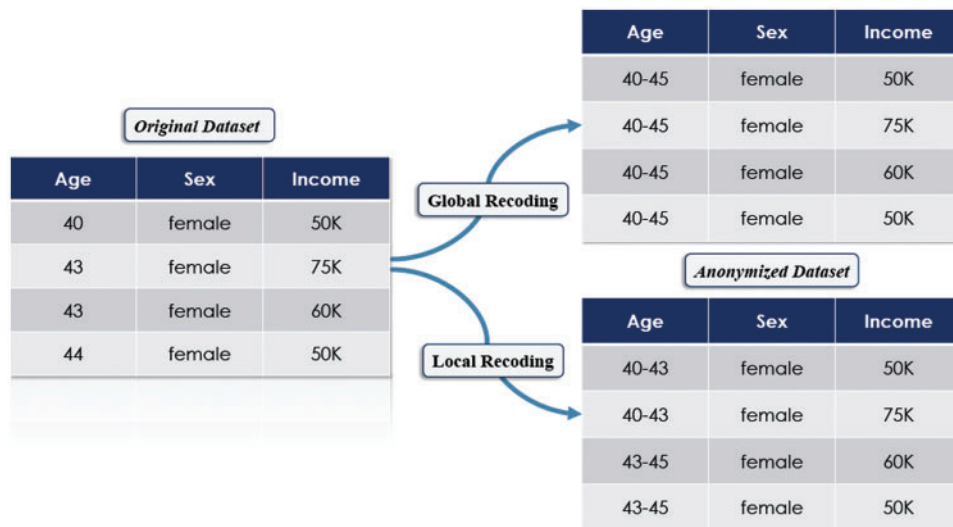 Original Dataset
Age Sex Income
40 female 50K
43 female 75K
43 female 60K
44 female 50K
Global Recoding
Local Recoding
Age Sex Income
40-45 female 50K
40-45 female 75K
40-45 female 60K
40-45 female 50K
Anonymized Dataset
Age Sex Income
40-43 female 50K
40-43 female 75K
43-45 female 60K
43-45 female 50K